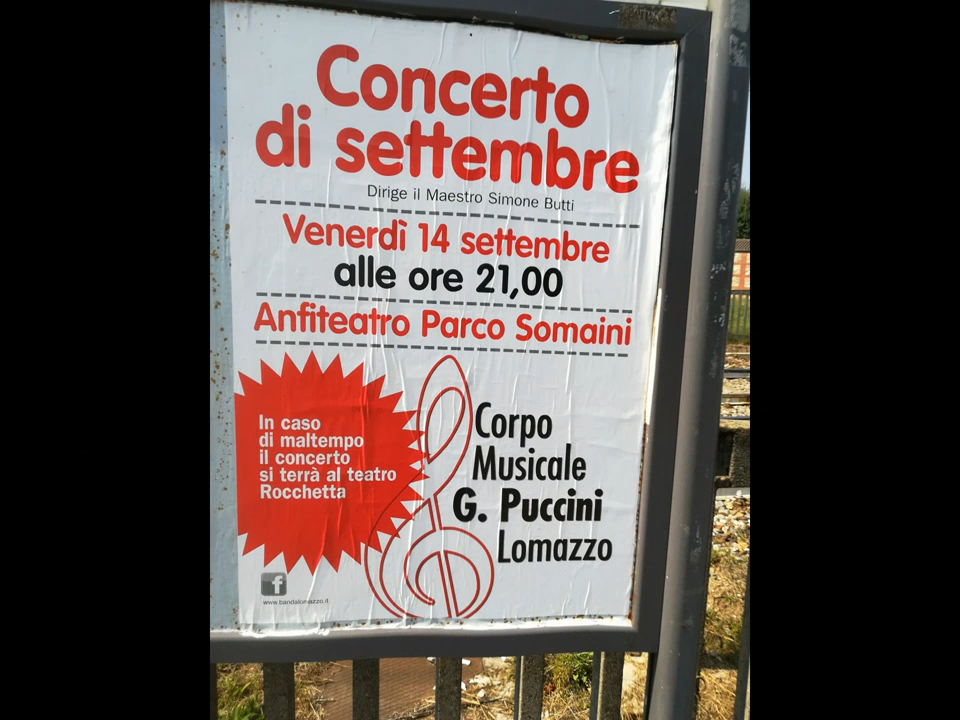 Concerto
di settembre
Dirige il Maestro Simone Butti
Venerdì 14 settembre
alle ore 21,00
Anfiteatro Parco Somaini
In caso
di maltempo
il concerto
si terrà al teatro
Rocchetta
Corpo
Musicale
G. Puccini
Lomazzo
f
www.bandalomazzo.it